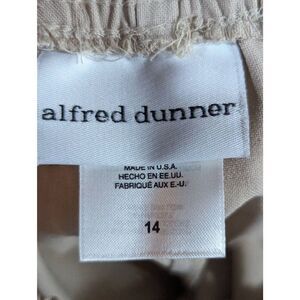 alfred dunner
MADE IN U.S.A.
HECHO EN EE.UU.
FABRIQUÉ AUX E.-U.
14